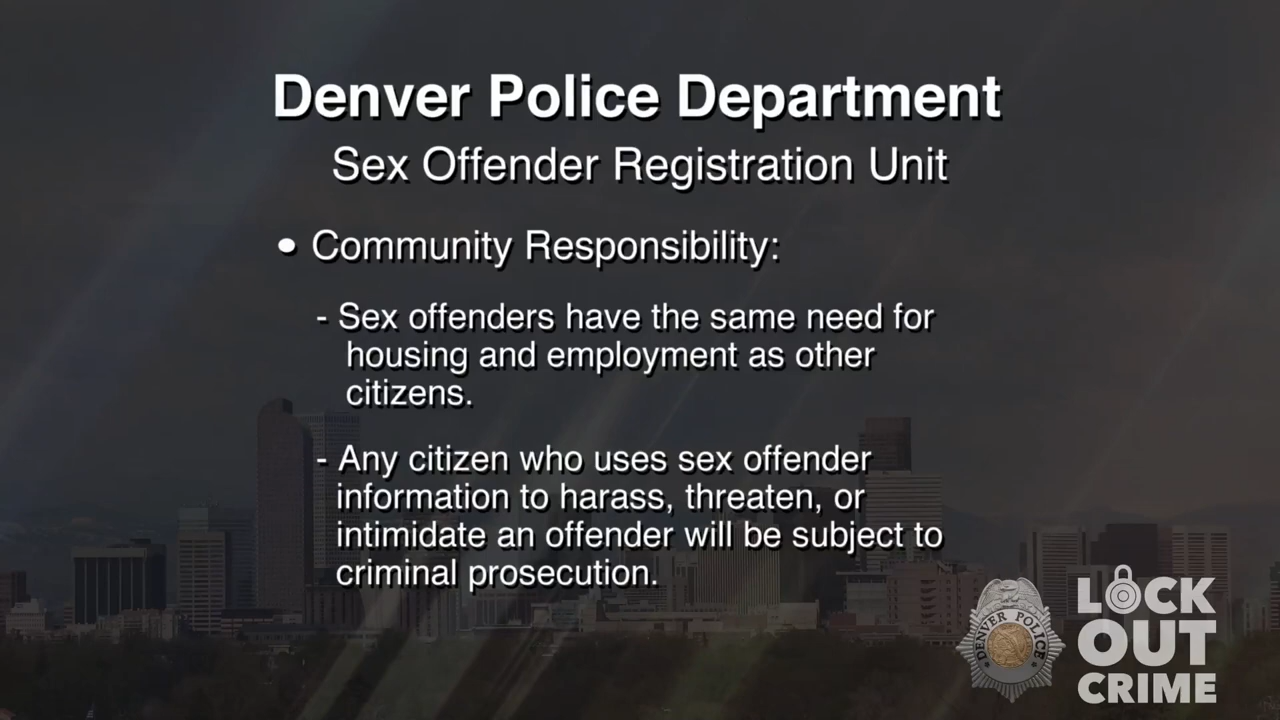 Denver Police Department
Sex Offender Registration Unit
• Community Responsibility:
- Sex offenders have the same need for
housing and employment as other
citizens.
- Any citizen who uses sex offender
information to harass, threaten, or
intimidate an offender will be subject to
criminal prosecution.
DENVER POLICE
LOCK
OUT
CRIME